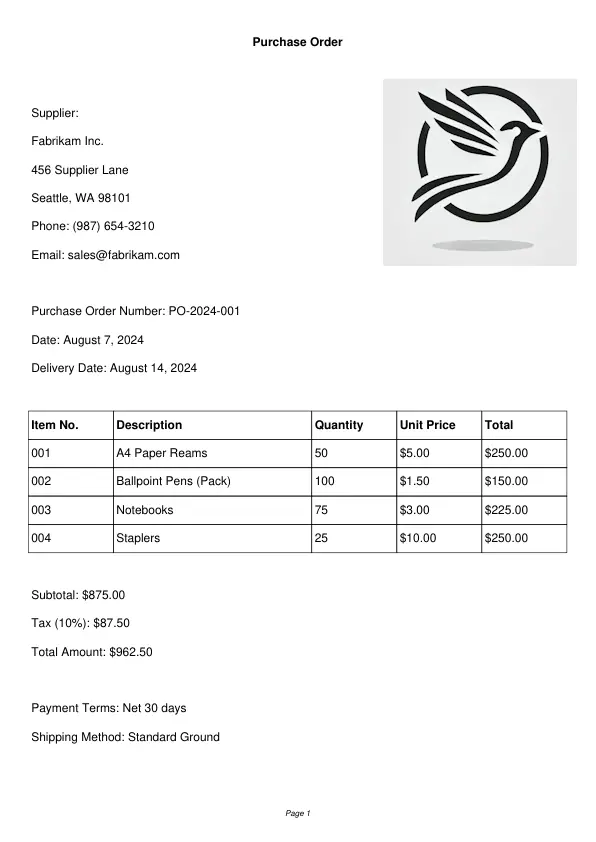 Purchase Order
Supplier:
Fabrikam Inc.
456 Supplier Lane
Seattle, WA 98101
Phone: (987) 654-3210
Email: sales@fabrikam.com
Purchase Order Number: PO-2024-001
Date: August 7, 2024
Delivery Date: August 14, 2024
Item No. Description Quantity Unit Price Total
001 A4 Paper Reams 50 $5.00 $250.00
002 Ballpoint Pens (Pack) 100 $1.50 $150.00
003 Notebooks 75 $3.00 $225.00
004 Staplers 25 $10.00 $250.00
Subtotal: $875.00
Tax (10%): $87.50
Total Amount: $962.50
Payment Terms: Net 30 days
Shipping Method: Standard Ground
Page 1